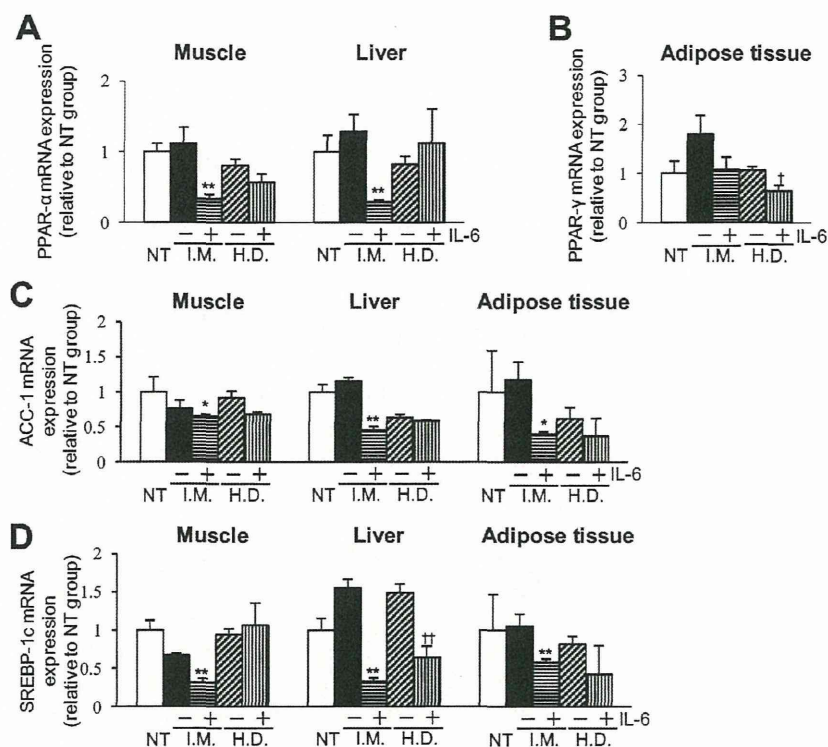 A
Muscle
Liver
PPAR-α mRNA expression
(relative to NT group)
2
1
0
**
**
− + − + − + − + IL-6
NT I.M. H.D. NT I.M. H.D.
B
Adipose tissue
PPAR-γ mRNA expression
(relative to NT group)
3
2
1
0
†
− + − +
NT I.M. H.D.
C
Muscle
Liver
Adipose tissue
ACC-1 mRNA
expression
(relative to NT group)
2
1.5
1
0.5
0
*
**
*
− + − + − + − + − + − + IL-6
NT I.M. H.D. NT I.M. H.D. NT I.M. H.D.
D
Muscle
Liver
Adipose tissue
SREBP-1c mRNA
expression
(relative to NT group)
2
1.5
1
0.5
0
**
**
††
**
− + − + − + − + − + − + IL-6
NT I.M. H.D. NT I.M. H.D. NT I.M. H.D.